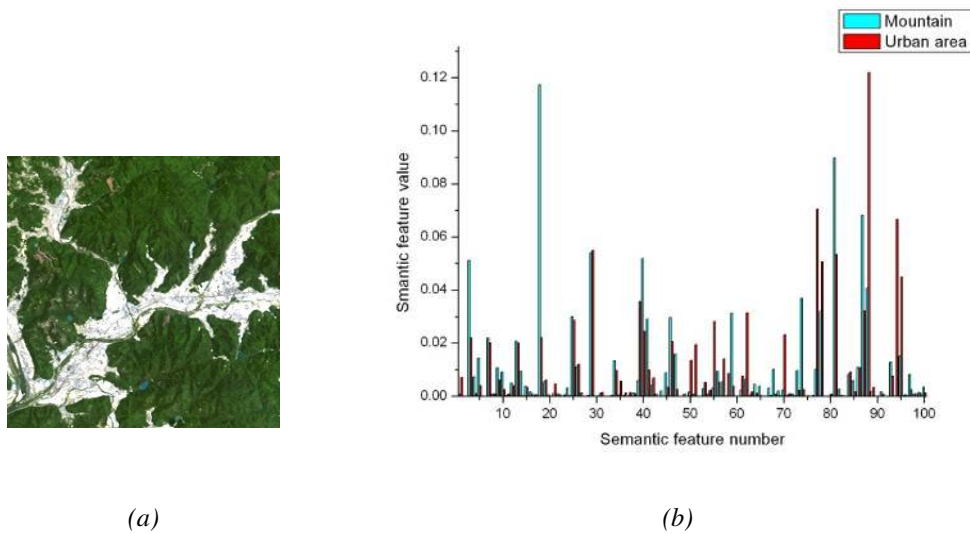 Mountain
Urban area
0.12
0.10
0.08
0.06
0.04
0.02
0.00
Smantic feature value
10 20 30 40 50 60 70 80 90 100
Semantic feature number
(a) (b)